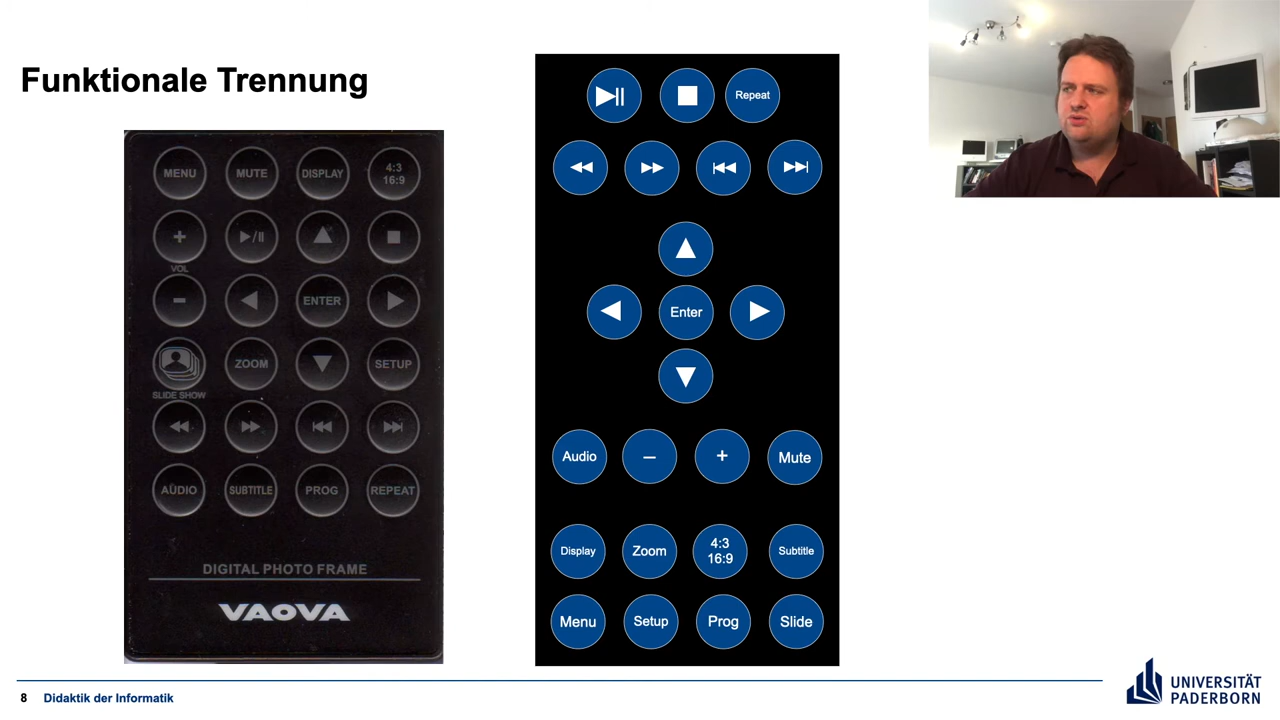 Funktionale Trennung
MENU MUTE DISPLAY 4:3
16:9
+ ▶/II ▲ ■
VOL
- ◀ ENTER ▶
ZOOM ▼ SETUP
SLIDE SHOW
AUDIO SUBTITLE PROG REPEAT
DIGITAL PHOTO FRAME
VAOVA
Repeat
Enter
Audio – + Mute
Display Zoom 4:3
16:9 Subtitle
Menu Setup Prog Slide
8 Didaktik der Informatik
UNIVERSITÄT
PADERBORN